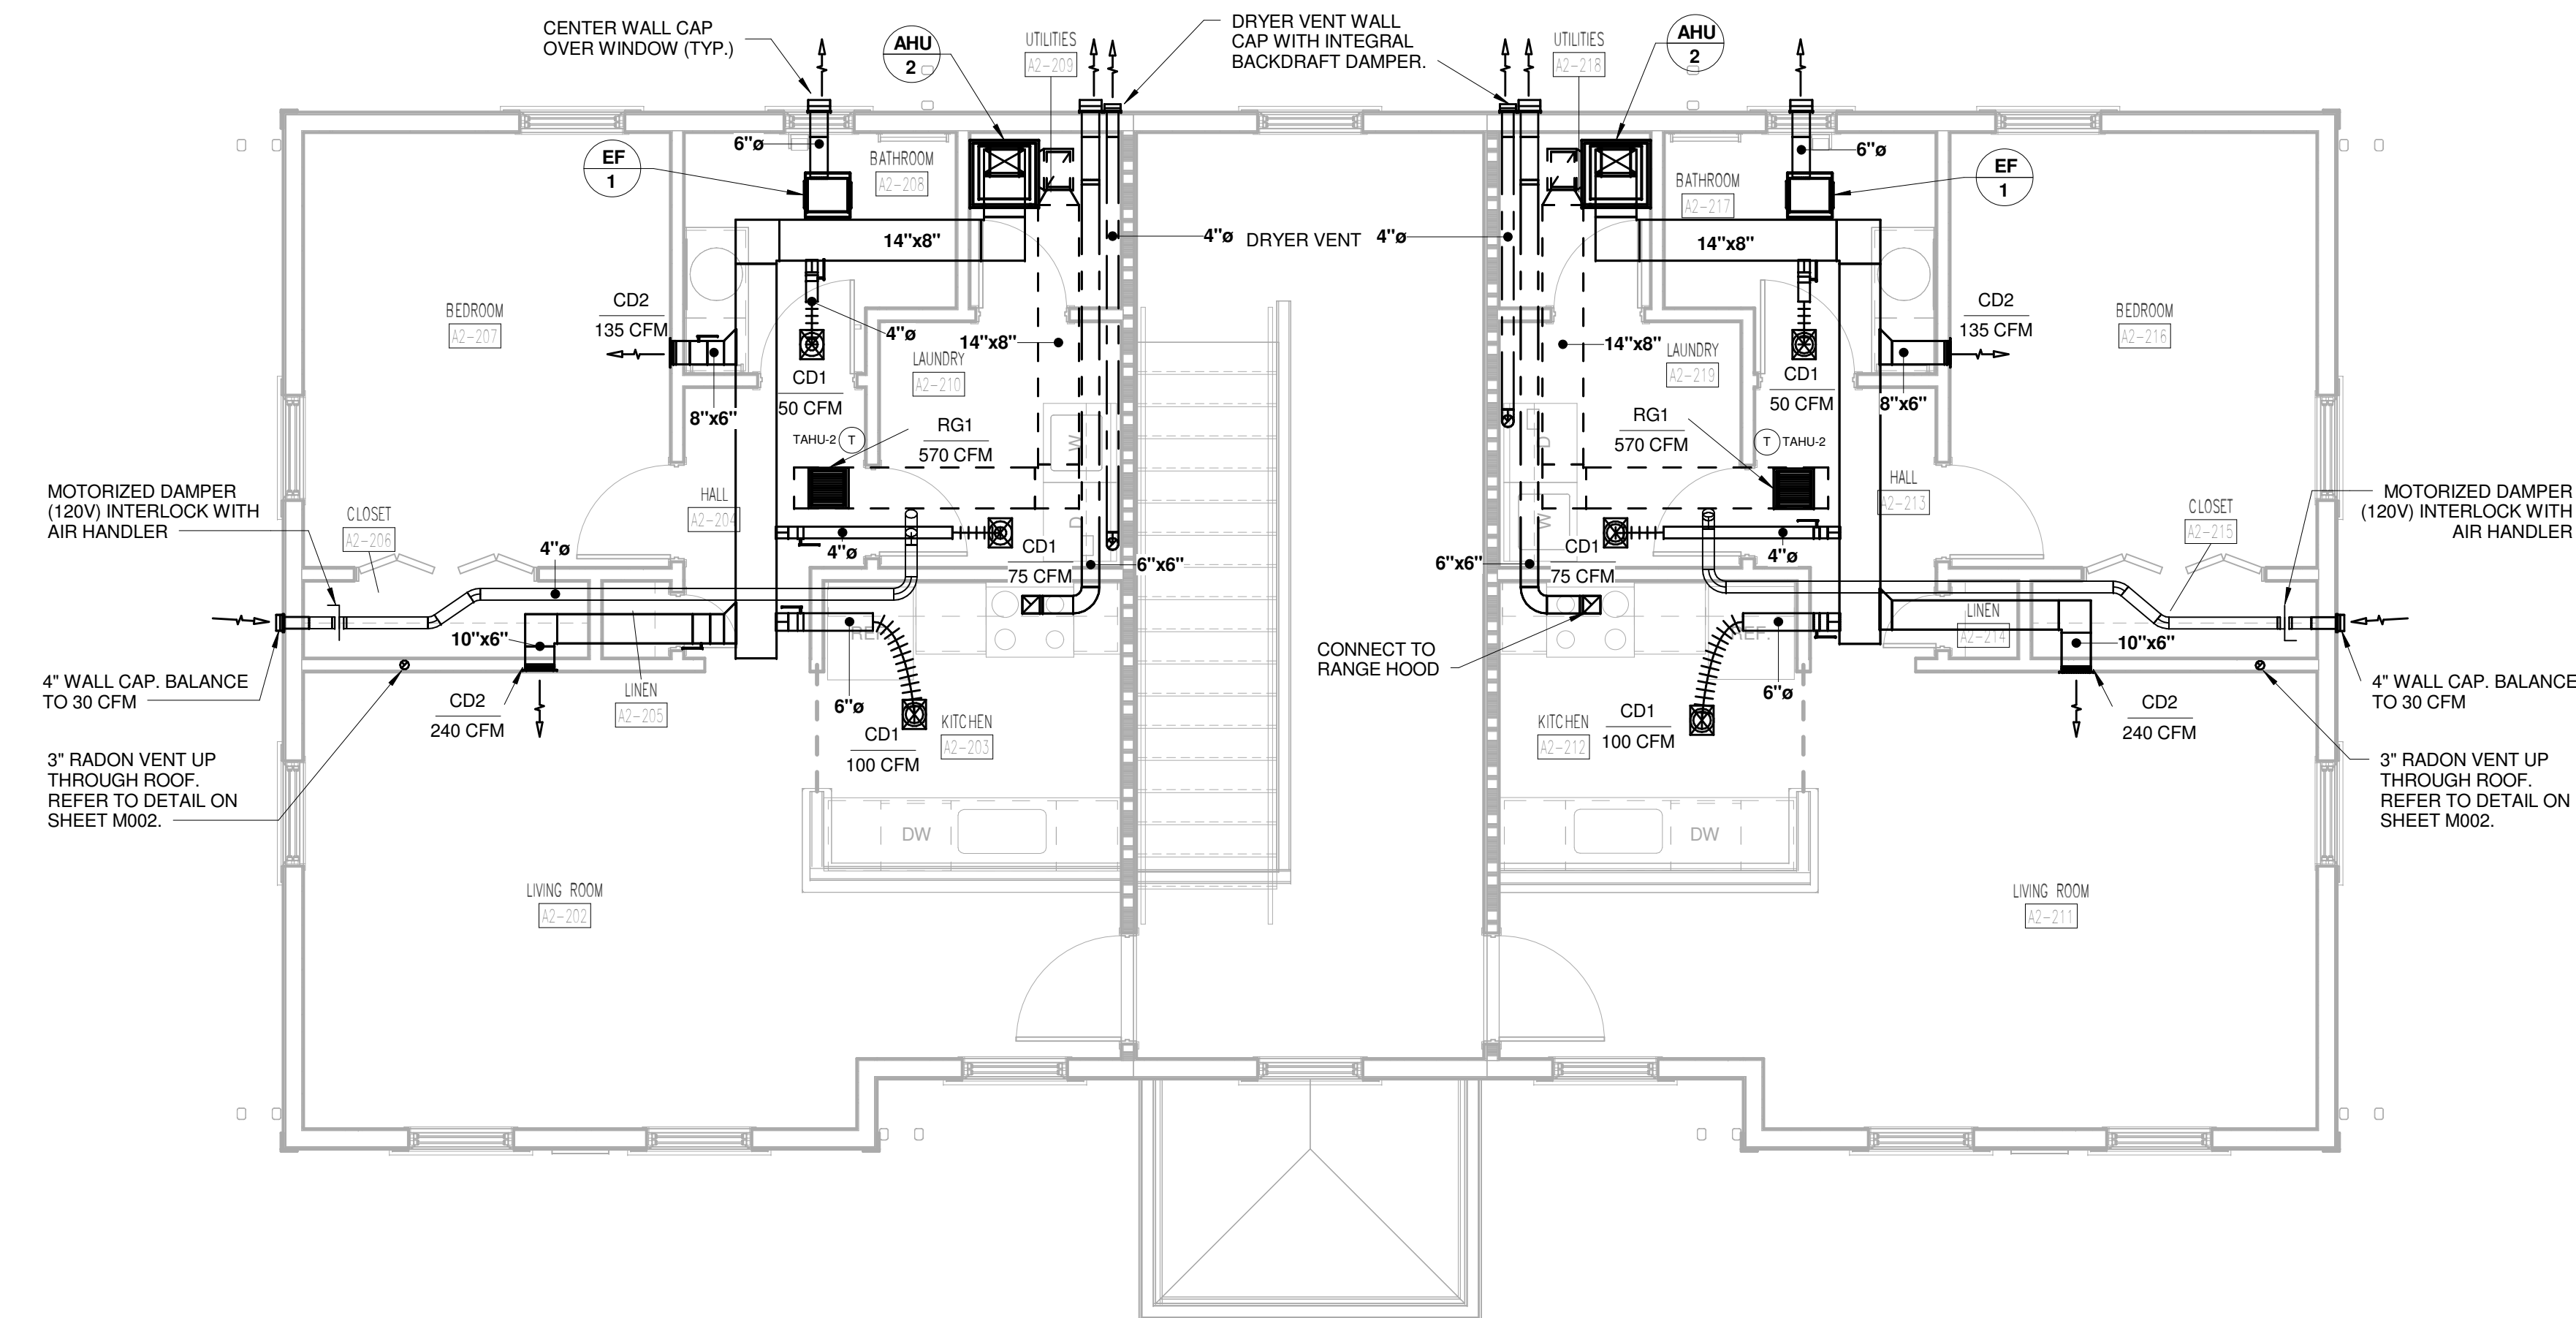 CENTER WALL CAP
OVER WINDOW (TYP.)
AHU
2
UTILITIES
A2-209
DRYER VENT WALL
CAP WITH INTEGRAL
BACKDRAFT DAMPER.
UTILITIES
A2-218
AHU
2
EF
1
6"ø
BATHROOM
A2-208
BATHROOM
A2-217
6"ø
EF
1
14"x8"
4"ø
DRYER VENT
4"ø
14"x8"
BEDROOM
A2-207
CD2
135 CFM
4"ø
14"x8"
LAUNDRY
A2-210
CD1
50 CFM
8"x6"
14"x8"
LAUNDRY
A2-219
CD1
50 CFM
CD2
135 CFM
8"x6"
BEDROOM
A2-216
TAHU-2
T
RG1
570 CFM
W
D
RG1
570 CFM
T
TAHU-2
D
W
MOTORIZED DAMPER
(120V) INTERLOCK WITH
AIR HANDLER
CLOSET
A2-206
HALL
A2-204
4"ø
4"ø
CD1
75 CFM
6"x6"
6"x6"
CD1
75 CFM
4"ø
HALL
A2-213
CLOSET
A2-215
MOTORIZED DAMPER
(120V) INTERLOCK WITH
AIR HANDLER
10"x6"
REF
CONNECT TO
RANGE HOOD
REF
LINEN
A2-214
10"x6"
4" WALL CAP. BALANCE
TO 30 CFM
CD2
240 CFM
LINEN
A2-205
6"ø
CD1
100 CFM
KITCHEN
A2-203
KITCHEN
A2-212
CD1
100 CFM
6"ø
CD2
240 CFM
4" WALL CAP. BALANCE
TO 30 CFM
3" RADON VENT UP
THROUGH ROOF.
REFER TO DETAIL ON
SHEET M002.
3" RADON VENT UP
THROUGH ROOF.
REFER TO DETAIL ON
SHEET M002.
DW
DW
LIVING ROOM
A2-202
LIVING ROOM
A2-211